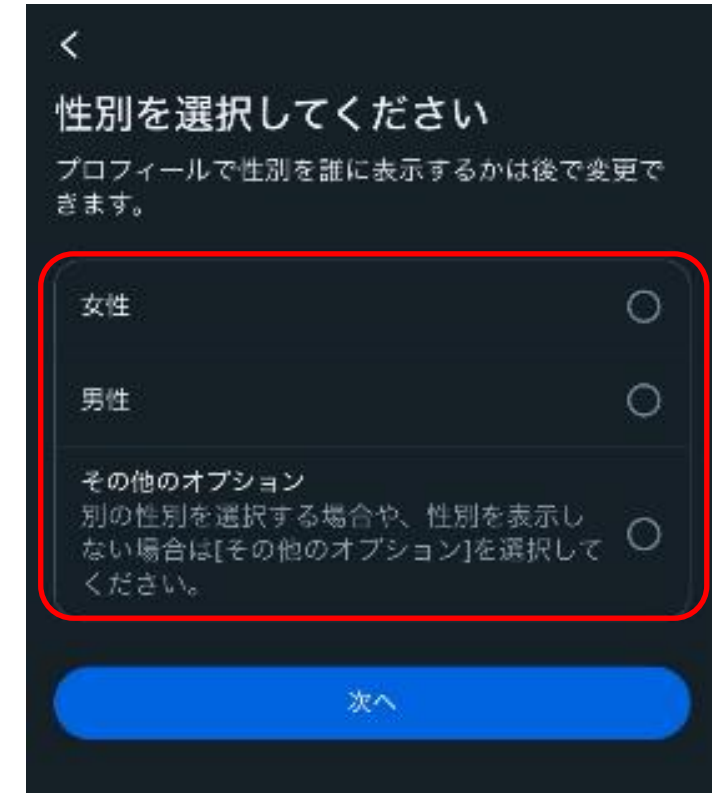 性別を選択してください
プロフィールで性別を誰に表示するかは後で変更で
きます。
女性
男性
その他のオプション
別の性別を選択する場合や、性別を表示し
ない場合は[その他のオプション]を選択して
ください。
次へ